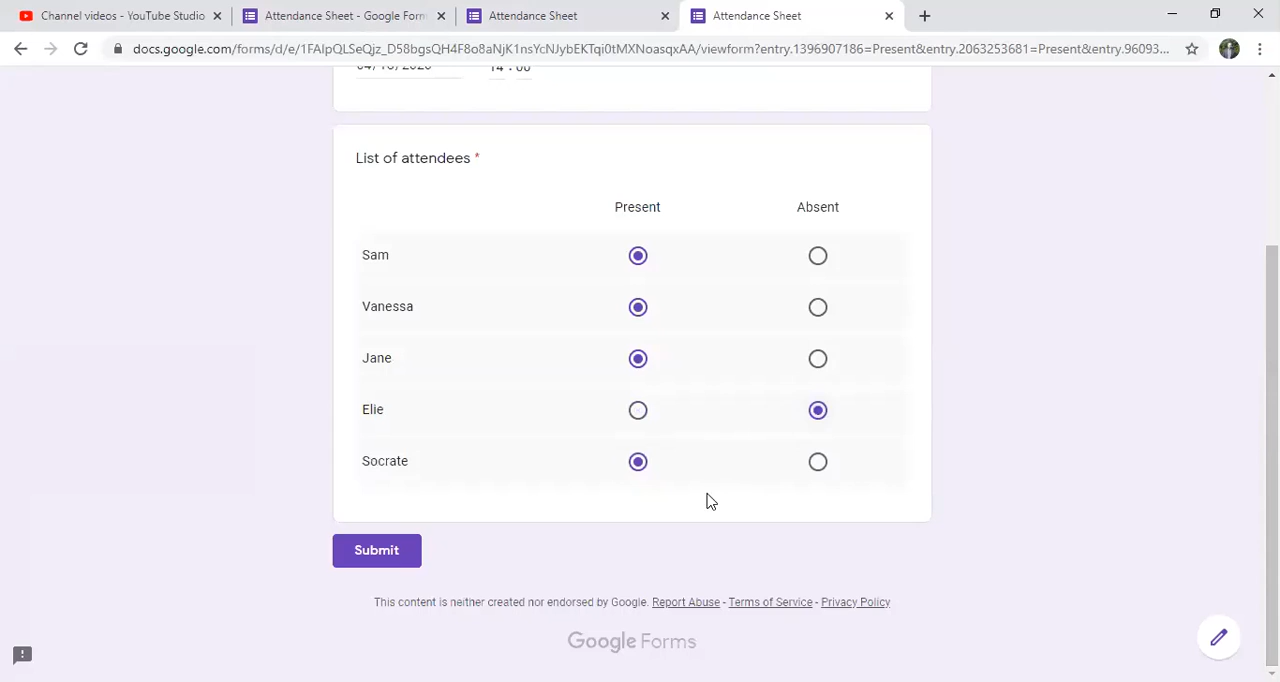 Channel videos - YouTube Studio
Attendance Sheet - Google Form
Attendance Sheet
Attendance Sheet
docs.google.com/forms/d/e/1FAIpQLSeQjz_D58bgsQH4F8o8aNjK1nsYcNJybEKTqi0tMXNoasqxAA/viewform?entry.1396907186=Present&entry.2063253681=Present&entry.96093...
List of attendees *
Present Absent
Sam
Vanessa
Jane
Elie
Socrate
Submit
This content is neither created nor endorsed by Google. Report Abuse - Terms of Service - Privacy Policy
Google Forms